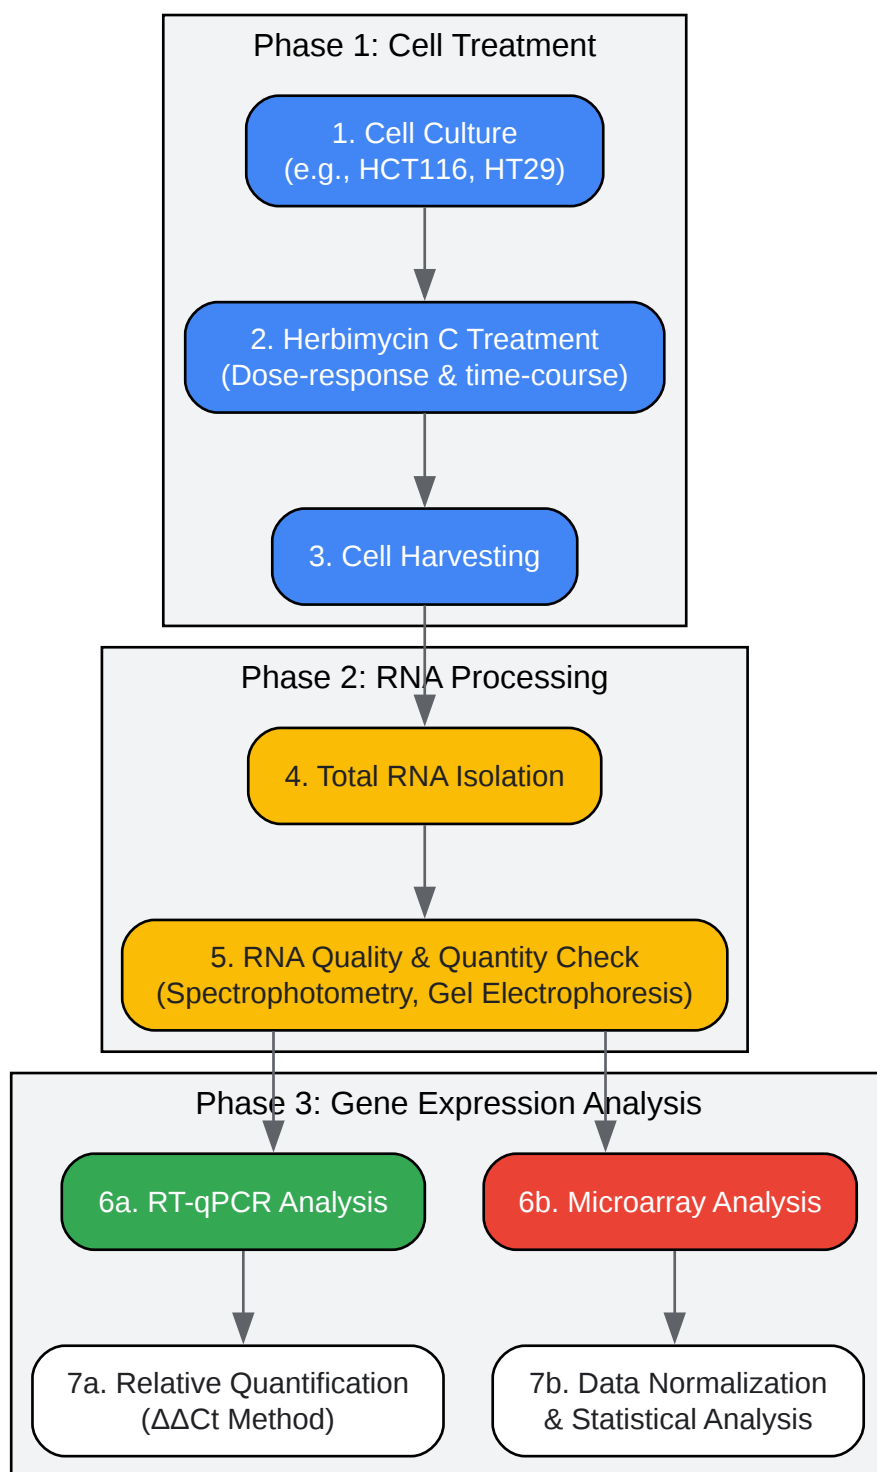 Phase 1: Cell Treatment
1. Cell Culture
(e.g., HCT116, HT29)
2. Herbimycin C Treatment
(Dose-response & time-course)
3. Cell Harvesting
Phase 2: RNA Processing
4. Total RNA Isolation
5. RNA Quality & Quantity Check
(Spectrophotometry, Gel Electrophoresis)
Phase 3: Gene Expression Analysis
6a. RT-qPCR Analysis
6b. Microarray Analysis
7a. Relative Quantification
(ΔΔCt Method)
7b. Data Normalization
& Statistical Analysis